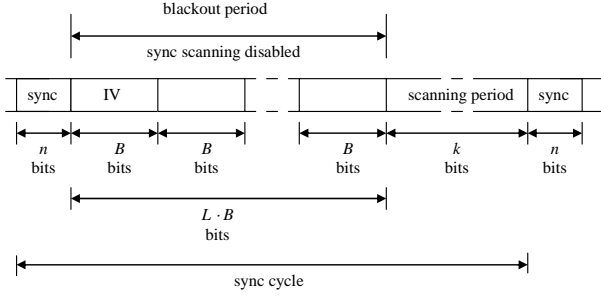 blackout period
sync scanning disabled
sync IV scanning period sync
n B B B k n
bits bits bits bits bits bits
L · B
bits
sync cycle